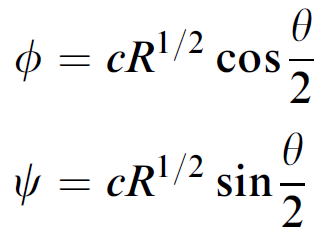 ϕ = cR^{1/2} cos θ/2
ψ = cR^{1/2} sin θ/2